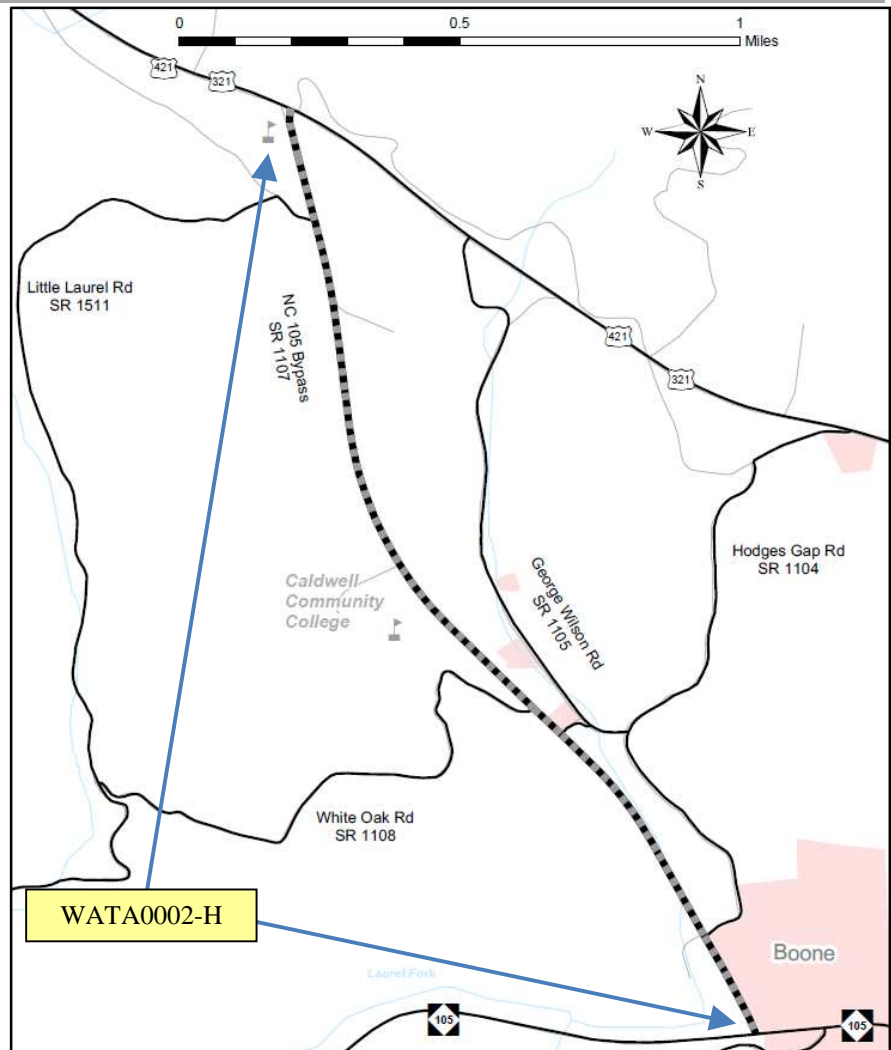 0
0.5
1
Miles
421
321
N
W
E
S
Little Laurel Rd
SR 1511
NC 105 Bypass
SR 1107
421
321
Hodges Gap Rd
SR 1104
George Wilson Rd
SR 1105
Caldwell
Community
College
White Oak Rd
SR 1108
WATA0002-H
Boone
Laurel Fork
105
105